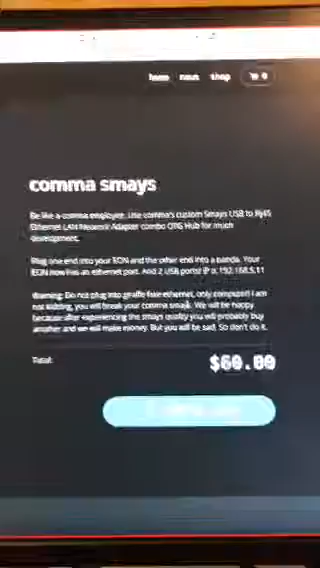 home news shop 0
comma smays
Be like a comma employee. Use comma's custom Smays USB to RJ45
Ethernet LAN Network Adapter combo OTG Hub for much
development.
Plug one end into your EON and the other end into a panda. Your
EON now has an ethernet port. And 2 USB ports! IP is 192.168.5.11
Warning: Do not plug into giraffe fake ethernet, only computer! I am
not kidding, you will break your comma smays. We will be happy
because after experiencing the smays quality you will probably buy
another and we will make money. But you will be sad. So don't do it.
Total: $60.00